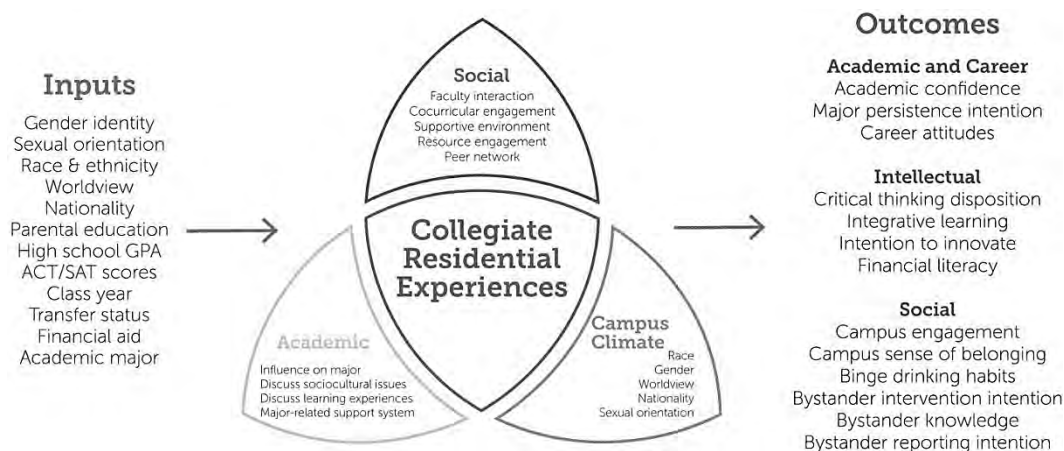 Inputs
Gender identity
Sexual orientation
Race & ethnicity
Worldview
Nationality
Parental education
High school GPA
ACT/SAT scores
Class year
Transfer status
Financial aid
Academic major
Social
Faculty interaction
Cocurricular engagement
Supportive environment
Resource engagement
Peer network
Collegiate
Residential
Experiences
Academic
Influence on major
Discuss sociocultural issues
Discuss learning experiences
Major-related support system
Campus
Climate
Race
Gender
Worldview
Nationality
Sexual orientation
Outcomes
Academic and Career
Academic confidence
Major persistence intention
Career attitudes
Intellectual
Critical thinking disposition
Integrative learning
Intention to innovate
Financial literacy
Social
Campus engagement
Campus sense of belonging
Binge drinking habits
Bystander intervention intention
Bystander knowledge
Bystander reporting intention